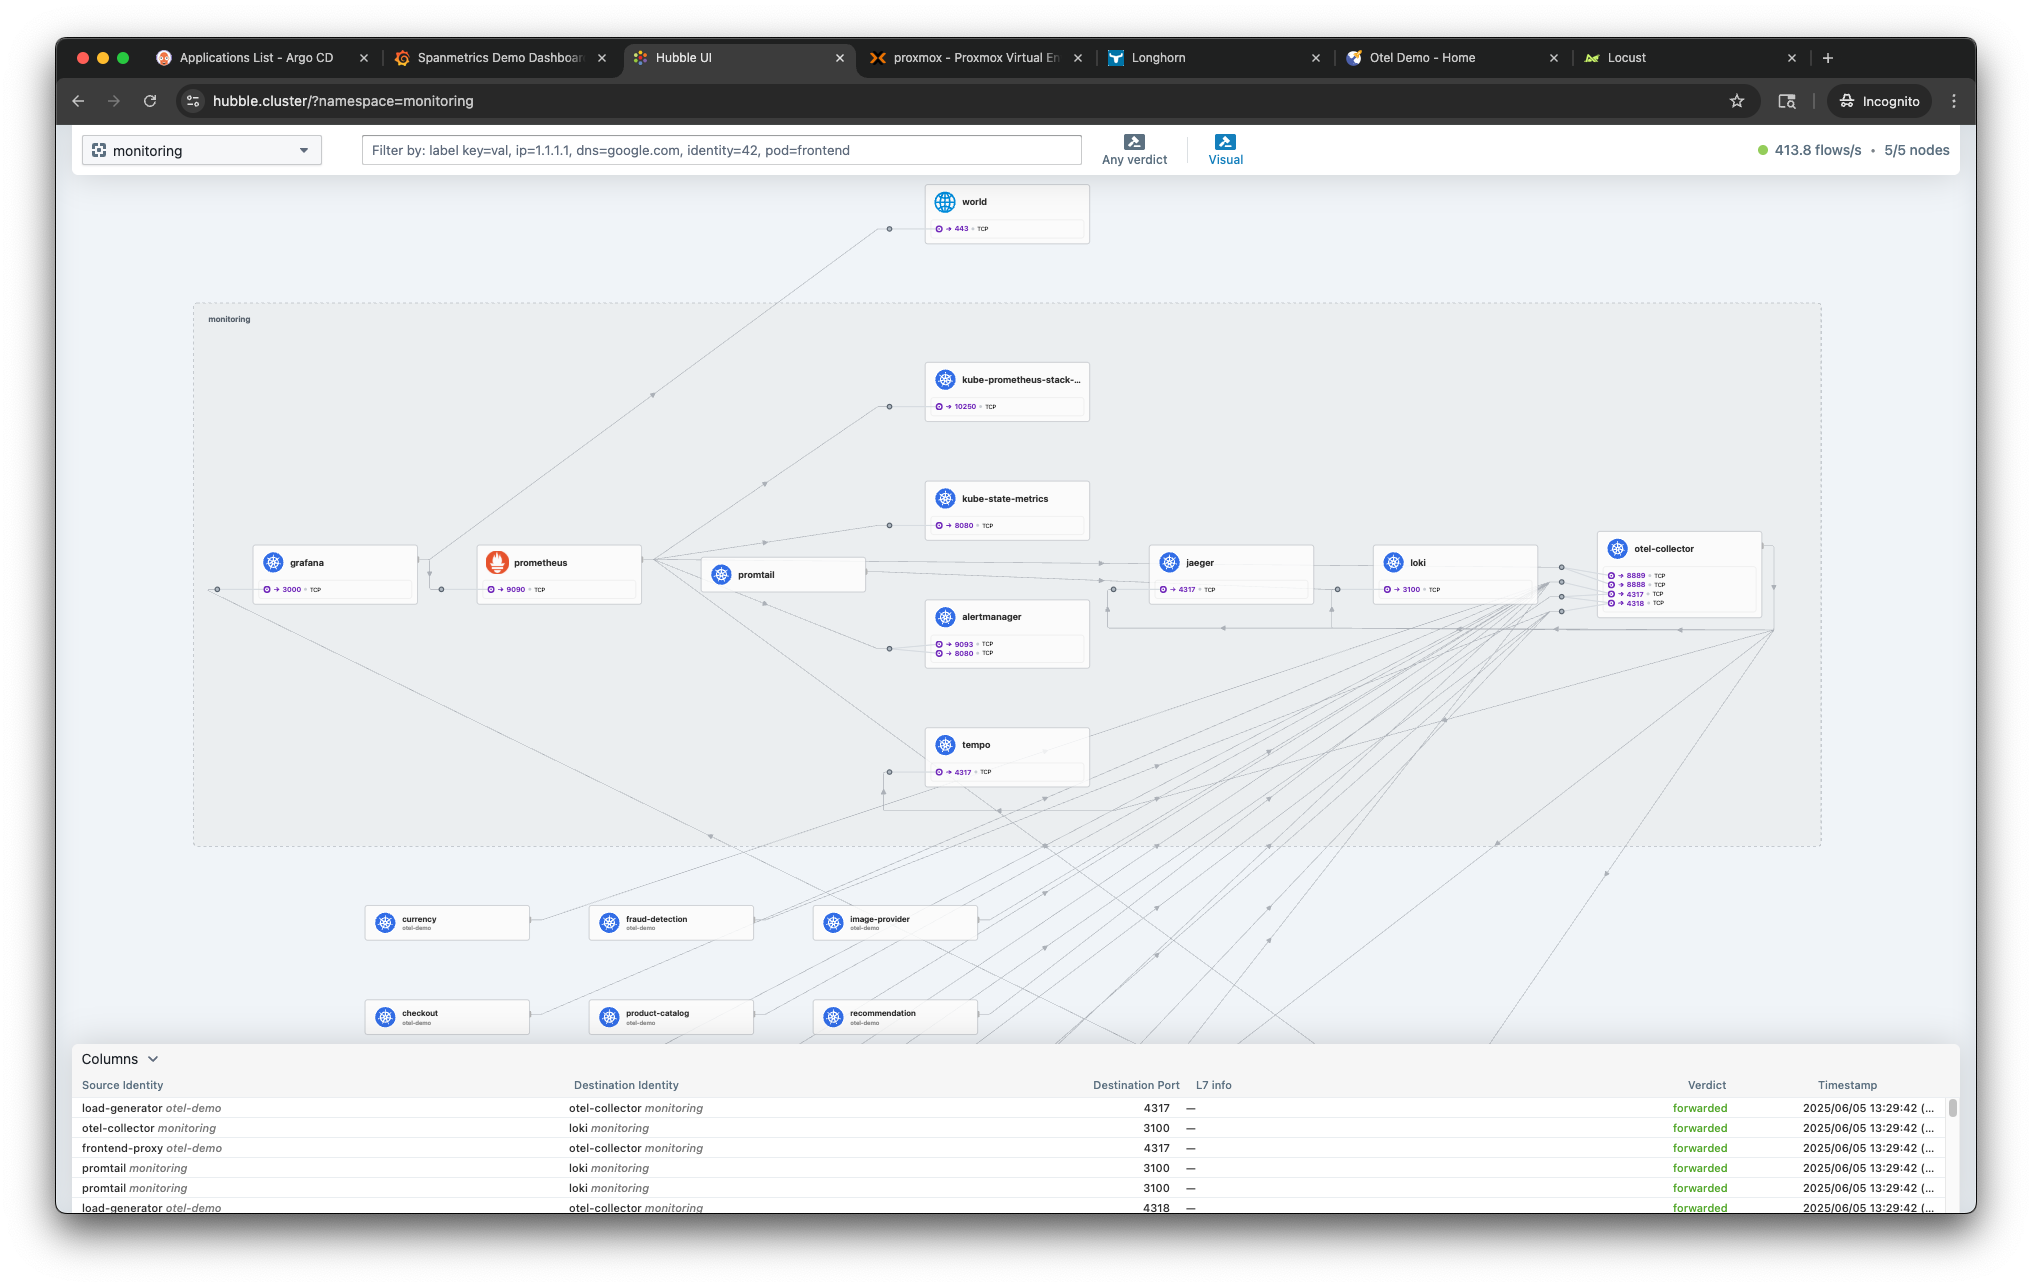 Applications List - Argo CD
Spanmetrics Demo Dashboar
Hubble UI
proxmox - Proxmox Virtual En
Longhorn
Otel Demo - Home
Locust
hubble.cluster/?namespace=monitoring
Incognito
monitoring
Filter by: label key=val, ip=1.1.1.1, dns=google.com, identity=42, pod=frontend
Any verdict
Visual
413.8 flows/s • 5/5 nodes
world
→ 443 • TCP
monitoring
kube-prometheus-stack-...
→ 10250 • TCP
kube-state-metrics
→ 8080 • TCP
grafana
→ 3000 • TCP
prometheus
→ 9090 • TCP
promtail
alertmanager
→ 9093 • TCP
→ 8080 • TCP
jaeger
→ 4317 • TCP
loki
→ 3100 • TCP
otel-collector
→ 8889 • TCP
→ 8888 • TCP
→ 4317 • TCP
→ 4318 • TCP
tempo
→ 4317 • TCP
currency
otel-demo
fraud-detection
otel-demo
image-provider
otel-demo
checkout
otel-demo
product-catalog
otel-demo
recommendation
otel-demo
Columns
Source Identity Destination Identity Destination Port L7 info Verdict Timestamp
load-generator otel-demo otel-collector monitoring 4317 — forwarded 2025/06/05 13:29:42 (...
otel-collector monitoring loki monitoring 3100 — forwarded 2025/06/05 13:29:42 (...
frontend-proxy otel-demo otel-collector monitoring 4317 — forwarded 2025/06/05 13:29:42 (...
promtail monitoring loki monitoring 3100 — forwarded 2025/06/05 13:29:42 (...
promtail monitoring loki monitoring 3100 — forwarded 2025/06/05 13:29:42 (...
load-generator otel-demo otel-collector monitoring 4318 — forwarded 2025/06/05 13:29:42 (...